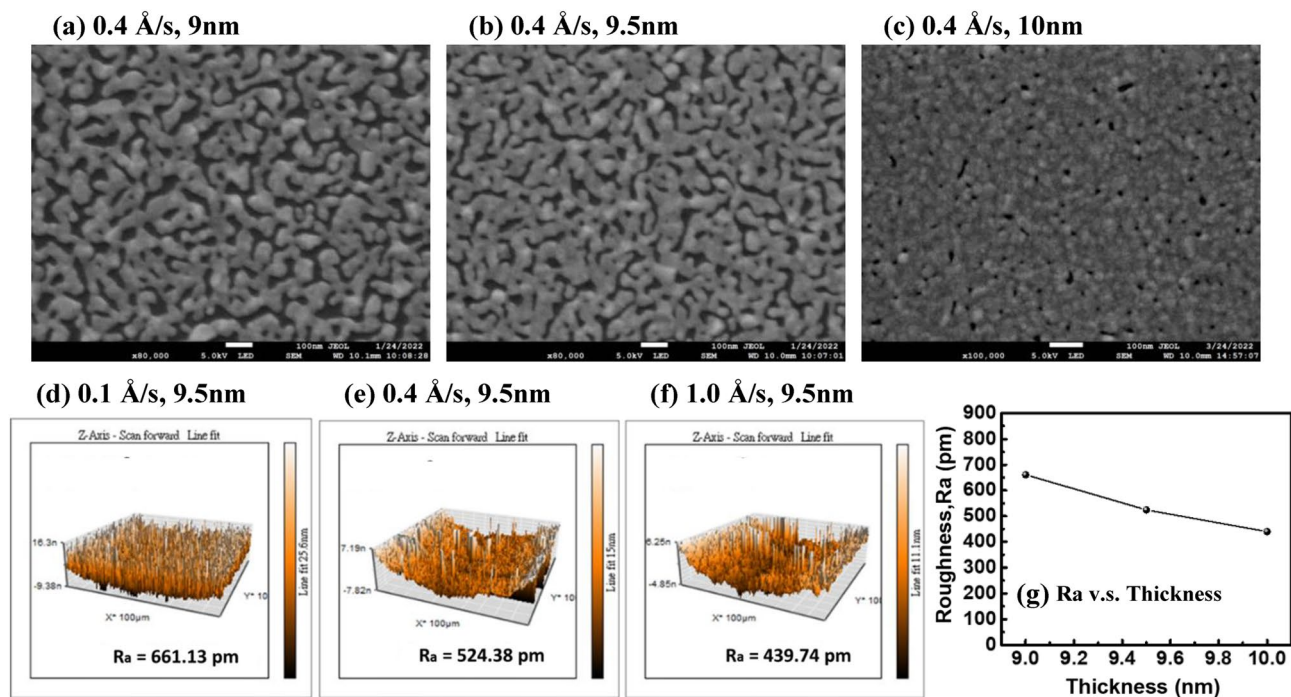 (a) 0.4 Å/s, 9nm
(b) 0.4 Å/s, 9.5nm
(c) 0.4 Å/s, 10nm
100nm JEOL 1/24/2022
x80,000 5.0kV LED SEM WD 10.1mm 10:08:28
100nm JEOL 1/24/2022
x80,000 5.0kV LED SEM WD 10.0mm 10:07:01
100nm JEOL 3/24/2022
x100,000 5.0kV LED SEM WD 10.0mm 14:57:07
(d) 0.1 Å/s, 9.5nm
(e) 0.4 Å/s, 9.5nm
(f) 1.0 Å/s, 9.5nm
Z-Axis - Scan forward Line fit
16.3n
-9.38n
X* 100µm
Y* 10
Line fit 25.6nm
Ra = 661.13 pm
Z-Axis - Scan forward Line fit
7.19n
-7.82n
X* 100µm
Y* 10
Line fit 15nm
Ra = 524.38 pm
Z-Axis - Scan forward Line fit
6.25n
-4.85n
X* 100µm
Y* 10
Line fit 11.1nm
Ra = 439.74 pm
Roughness,Ra (pm)
900
800
700
600
500
400
300
200
100
0
(g) Ra v.s. Thickness
9.0 9.2 9.4 9.6 9.8 10.0
Thickness (nm)